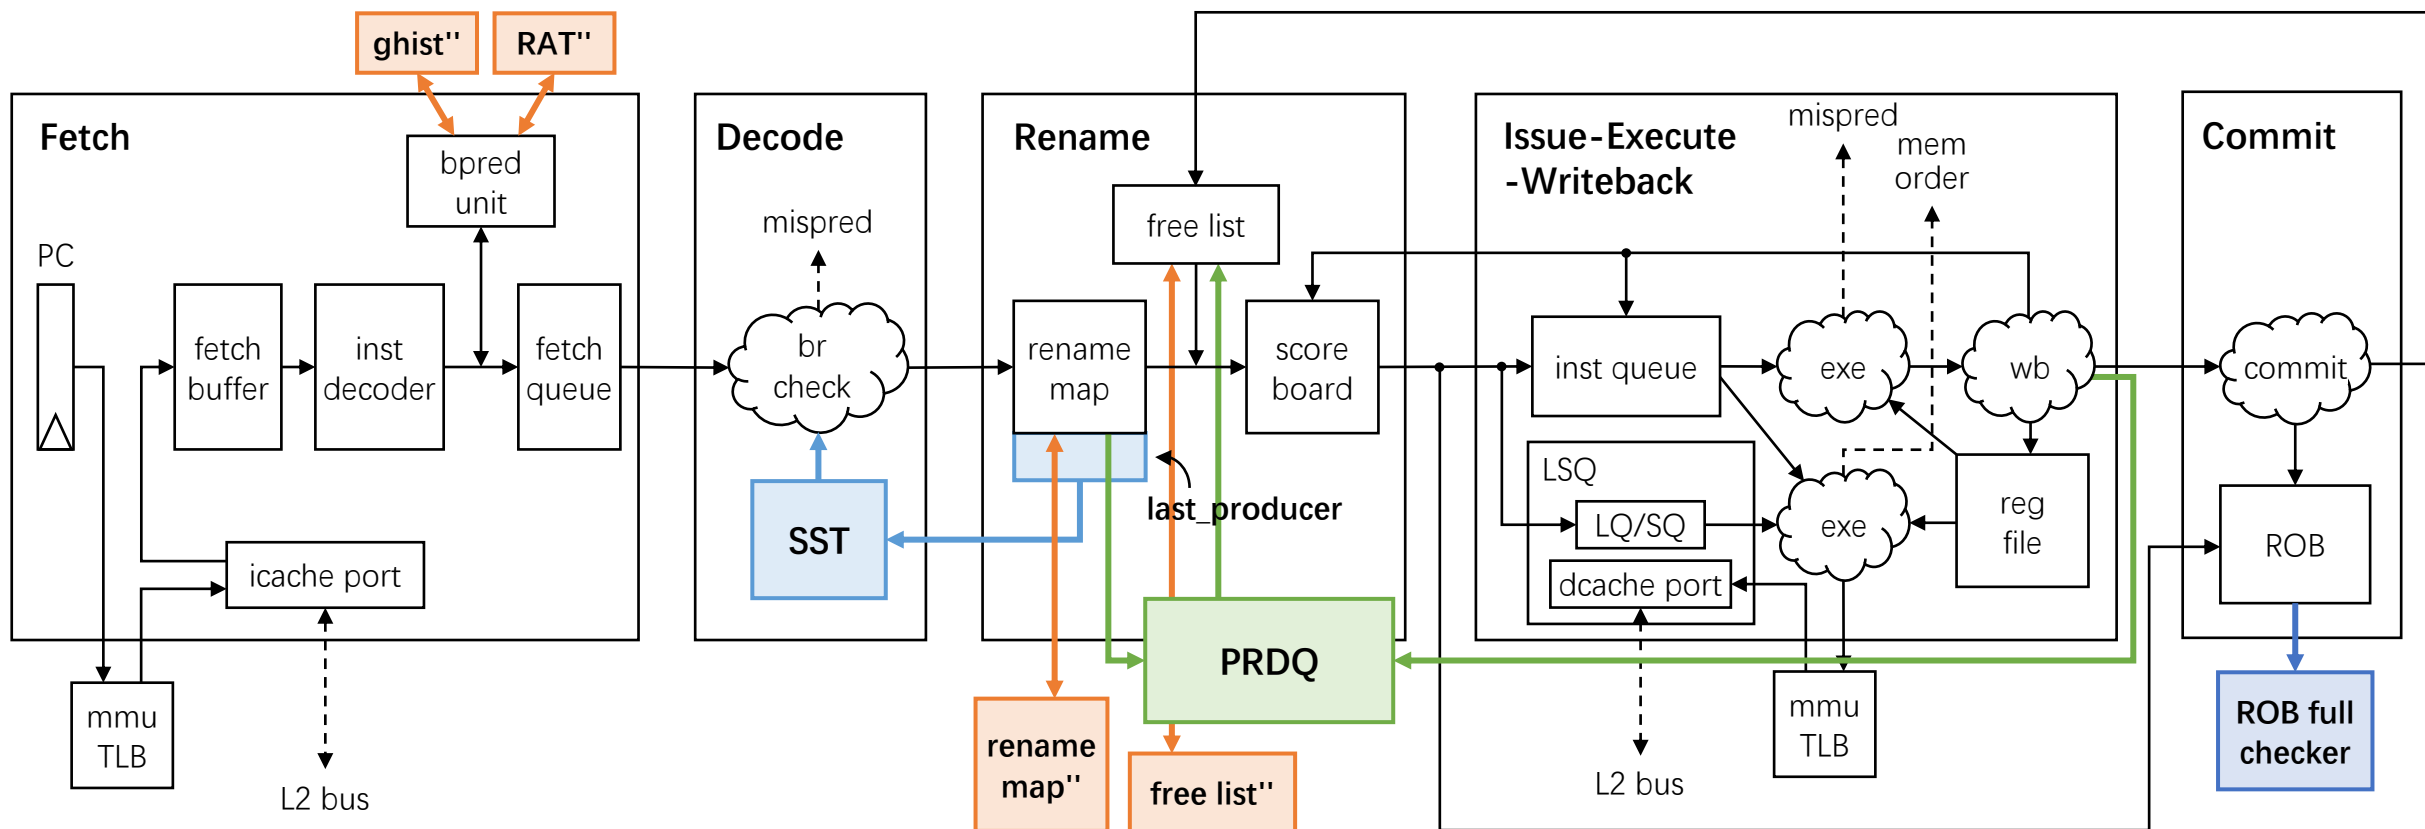 ghist''
RAT''
Fetch
bpred
unit
PC
fetch
buffer
inst
decoder
fetch
queue
icache port
mmu
TLB
L2 bus
Decode
mispred
br
check
SST
Rename
free list
rename
map
score
board
last_producer
PRDQ
rename
map''
free list''
Issue-Execute
-Writeback
mispred
mem
order
inst queue
exe
wb
LSQ
LQ/SQ
exe
reg
file
dcache port
L2 bus
mmu
TLB
Commit
commit
ROB
ROB full
checker